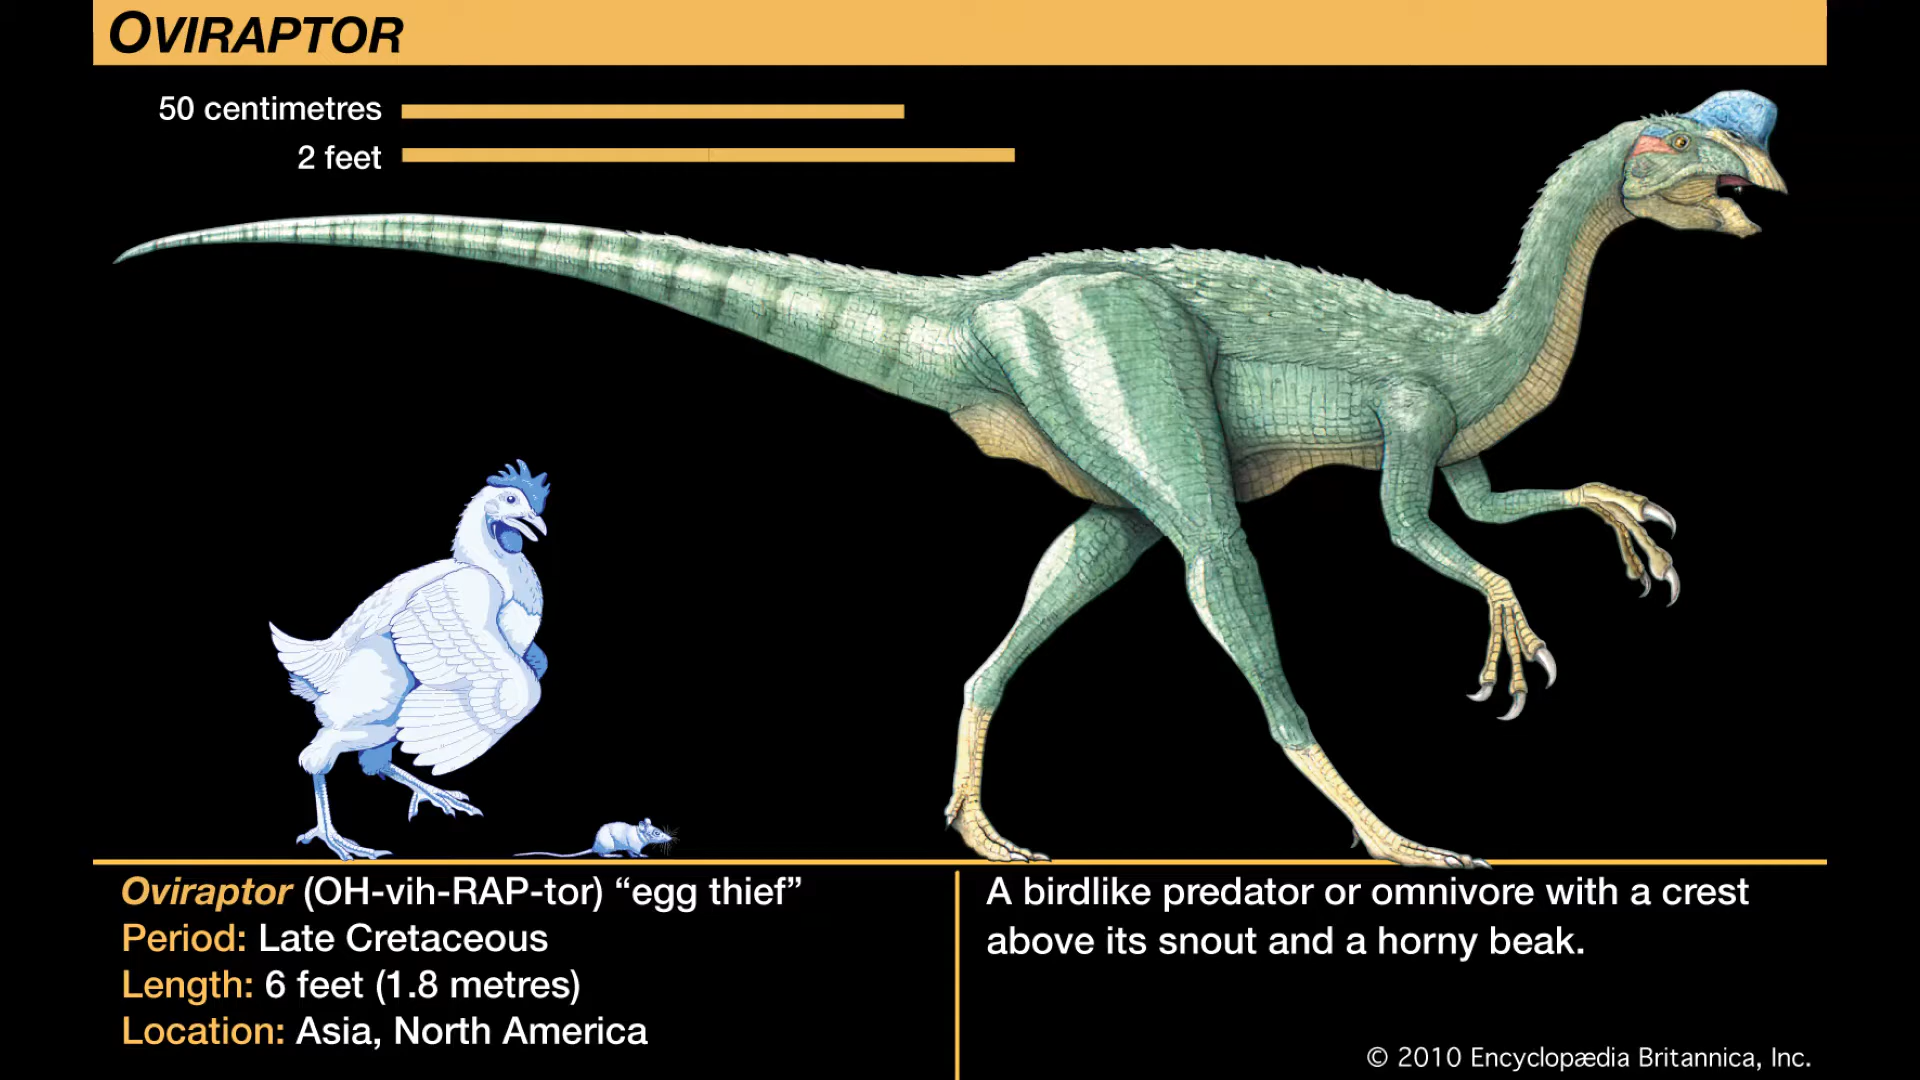 OVIRAPTOR
50 centimetres
2 feet
Oviraptor (OH-vih-RAP-tor) “egg thief”
Period: Late Cretaceous
Length: 6 feet (1.8 metres)
Location: Asia, North America
A birdlike predator or omnivore with a crest
above its snout and a horny beak.
© 2010 Encyclopædia Britannica, Inc.